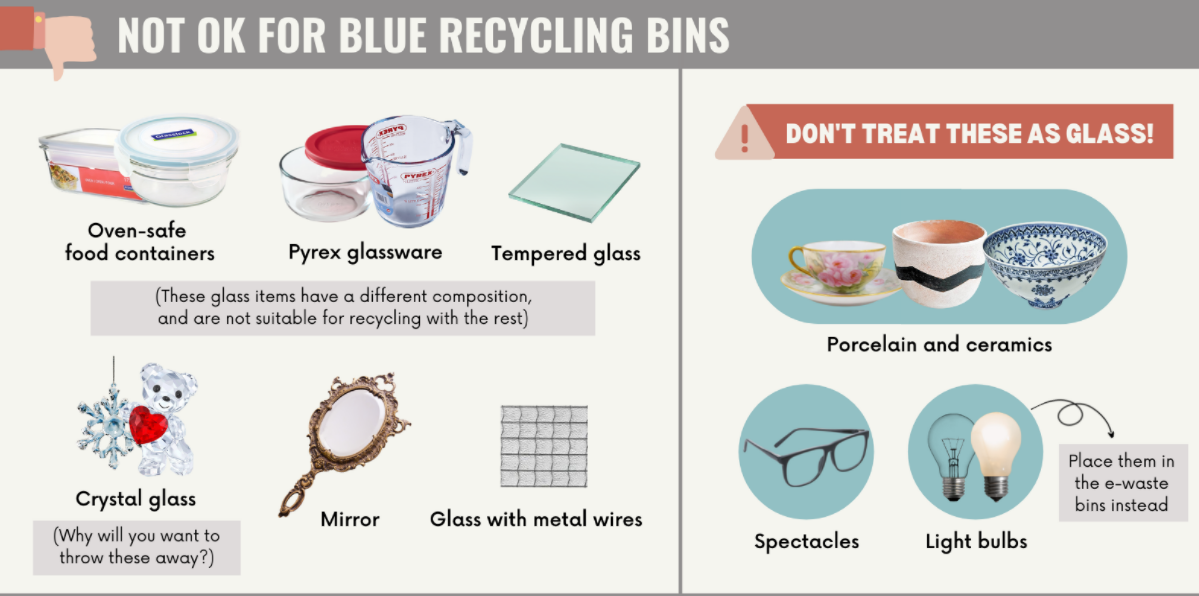 NOT OK FOR BLUE RECYCLING BINS
Glasslock
PYREX
PYREX
Oven-safe
food containers
Pyrex glassware
Tempered glass
(These glass items have a different composition,
and are not suitable for recycling with the rest)
Crystal glass
(Why will you want to
throw these away?)
Mirror
Glass with metal wires
DON'T TREAT THESE AS GLASS!
Porcelain and ceramics
Spectacles
Light bulbs
Place them in
the e-waste
bins instead